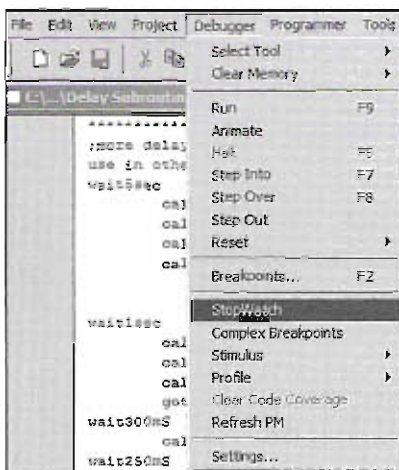 File Edit View Project Debugger Programmer Tools
Select Tool
Clear Memory
C:\...\Delay Subroutin
Run F9
Animate
************
Halt F5
;more delay
Step Into F7
use in othe
Step Over F8
wait5sec
Step Out
cal
Reset
cal
cal
cal
Breakpoints... F2
StopWatch
wait1sec
Complex Breakpoints
cal
Stimulus
cal
Profile
cal
Clear Code Coverage
got
Refresh PM
wait300mS
cal
Settings...
wait250mS